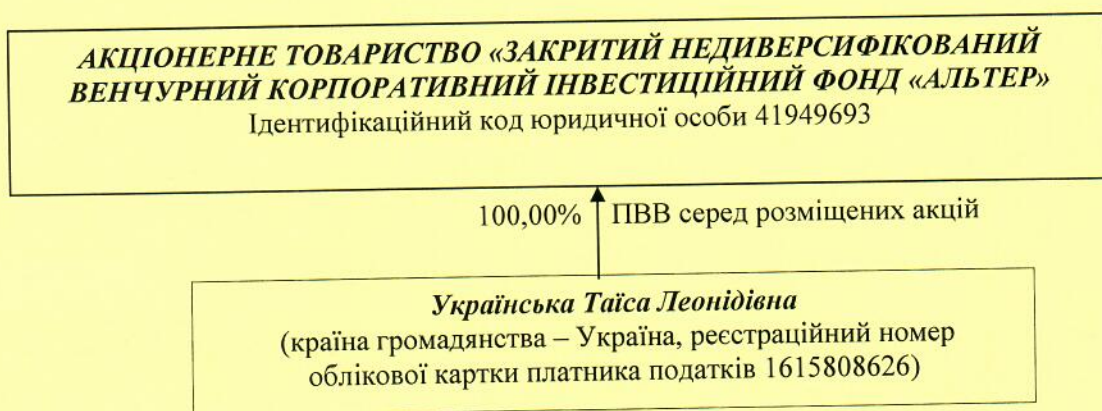 АКЦІОНЕРНЕ ТОВАРИСТВО «ЗАКРИТИЙ НЕДИВЕРСИФІКОВАНИЙ
ВЕНЧУРНИЙ КОРПОРАТИВНИЙ ІНВЕСТИЦІЙНИЙ ФОНД «АЛЬТЕР»
Ідентифікаційний код юридичної особи 41949693
100,00% ПВВ серед розміщених акцій
Українська Таїса Леонідівна
(країна громадянства – Україна, реєстраційний номер
облікової картки платника податків 1615808626)